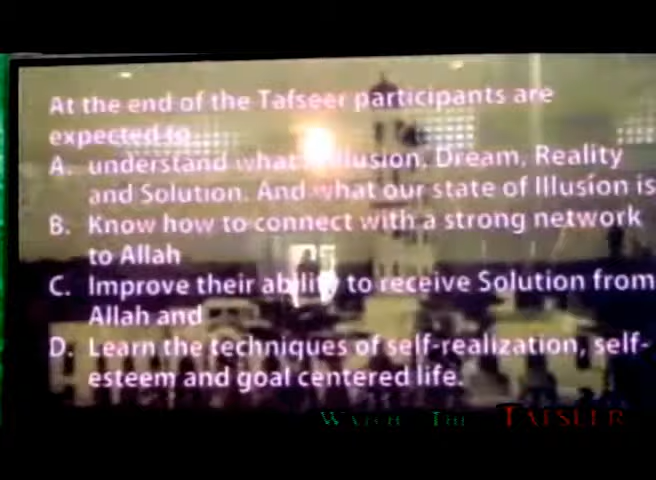 At the end of the Tafseer participants are
expected to
A. understand what Illusion, Dream, Reality
and Solution. And what our state of Illusion is
B. Know how to connect with a strong network
to Allah
C. Improve their ability to receive Solution from
Allah and
D. Learn the techniques of self-realization, self-
esteem and goal centered life.
WATCH THE TAFSEER